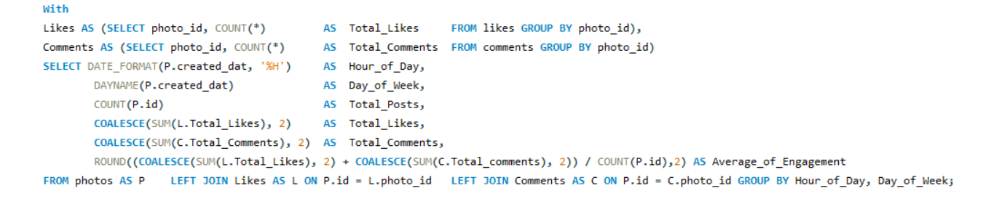 With
Likes AS (SELECT photo_id, COUNT(*) AS Total_Likes FROM likes GROUP BY photo_id),
Comments AS (SELECT photo_id, COUNT(*) AS Total_Comments FROM comments GROUP BY photo_id)
SELECT DATE_FORMAT(P.created_dat, '%H') AS Hour_of_Day,
DAYNAME(P.created_dat) AS Day_of_Week,
COUNT(P.id) AS Total_Posts,
COALESCE(SUM(L.Total_Likes), 2) AS Total_Likes,
COALESCE(SUM(C.Total_Comments), 2) AS Total_Comments,
ROUND((COALESCE(SUM(L.Total_Likes), 2) + COALESCE(SUM(C.Total_comments), 2)) / COUNT(P.id),2) AS Average_of_Engagement
FROM photos AS P LEFT JOIN Likes AS L ON P.id = L.photo_id LEFT JOIN Comments AS C ON P.id = C.photo_id GROUP BY Hour_of_Day, Day_of_Week;